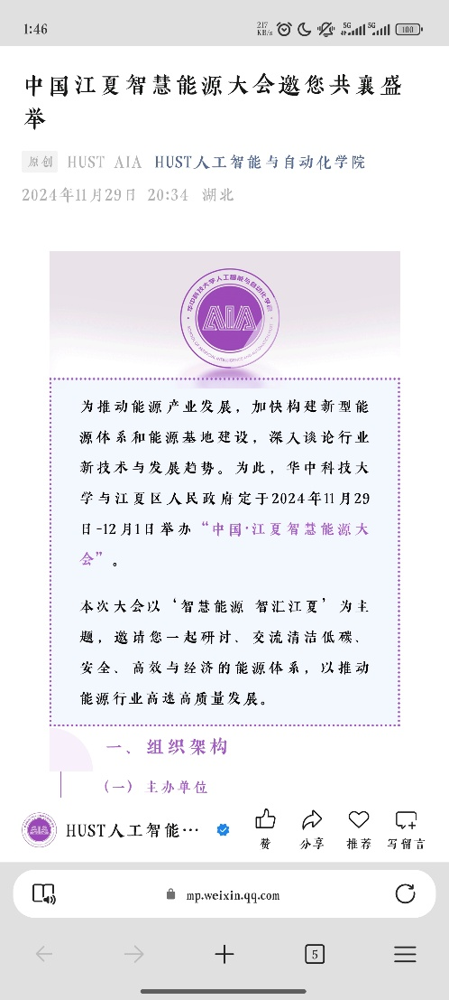 1:46
217 KB/s
5G
5G
100
中国江夏智慧能源大会邀您共襄盛
举
原创 HUST AIA HUST人工智能与自动化学院
2024年11月29日 20:34 湖北
华中科技大学人工智能与自动化学院
AIA
SCHOOL OF ARTIFICIAL INTELLIGENCE AND AUTOMATION, HUST
为推动能源产业发展，加快构建新型能
源体系和能源基地建设，深入谈论行业
新技术与发展趋势。为此，华中科技大
学与江夏区人民政府定于2024年11月29
日-12月1日举办“中国·江夏智慧能源大
会”。
本次大会以‘智慧能源 智汇江夏’为主
题，邀请您一起研讨、交流清洁低碳、
安全、高效与经济的能源体系，以推动
能源行业高速高质量发展。
一、组织架构
（一）主办单位
AIA
HUST人工智能…
赞
分享
推荐
写留言
mp.weixin.qq.com
5